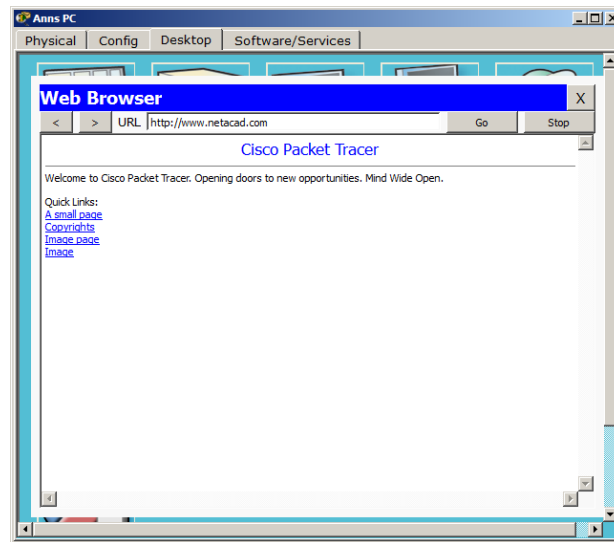 Anns PC
Physical Config Desktop Software/Services
Web Browser X
< > URL http://www.netacad.com Go Stop
Cisco Packet Tracer
Welcome to Cisco Packet Tracer. Opening doors to new opportunities. Mind Wide Open.
Quick Links:
A small page
Copyrights
Image page
Image